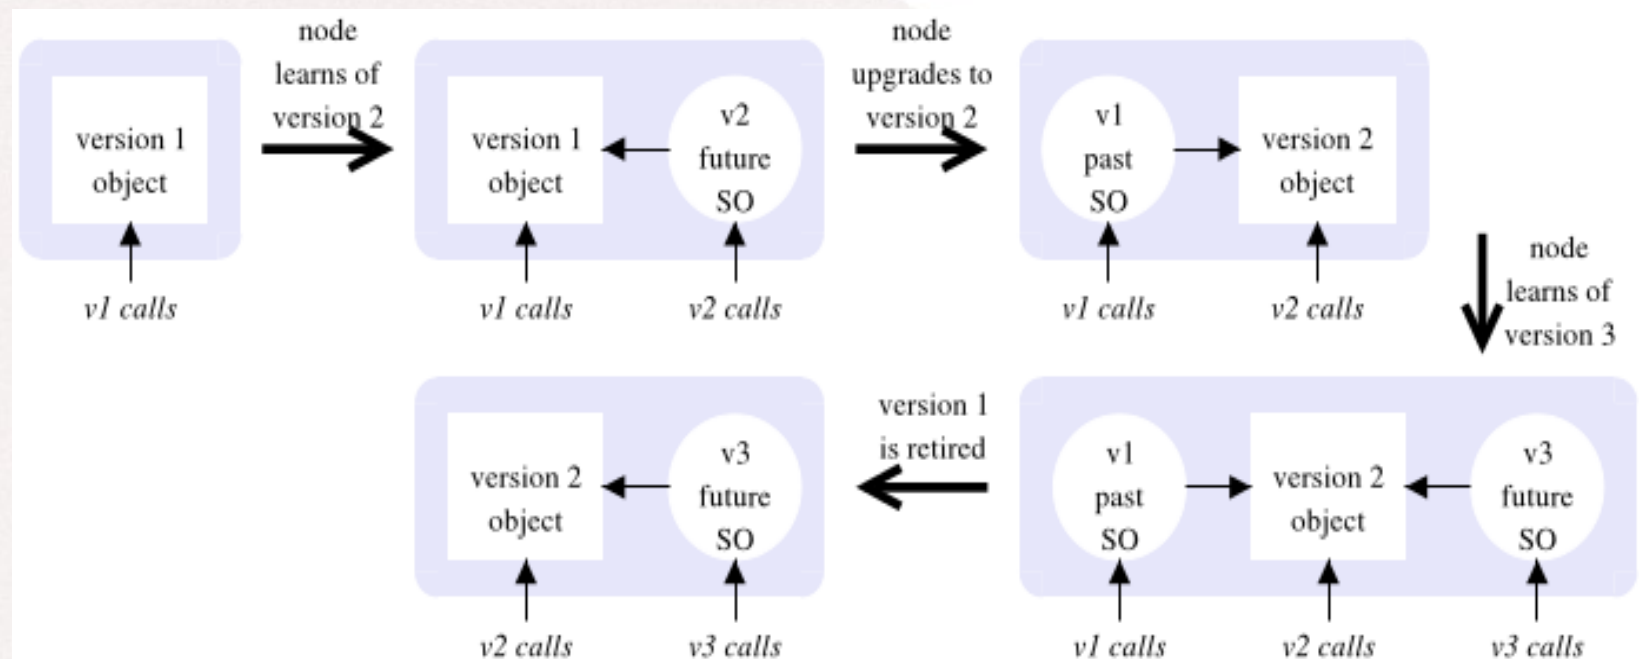 node
learns of
version 2
node
upgrades to
version 2
version 1
object
version 1
object
v2
future
SO
v1
past
SO
version 2
object
v1 calls
v1 calls
v2 calls
v1 calls
v2 calls
node
learns of
version 3
version 1
is retired
version 2
object
v3
future
SO
v1
past
SO
version 2
object
v3
future
SO
v2 calls
v3 calls
v1 calls
v2 calls
v3 calls